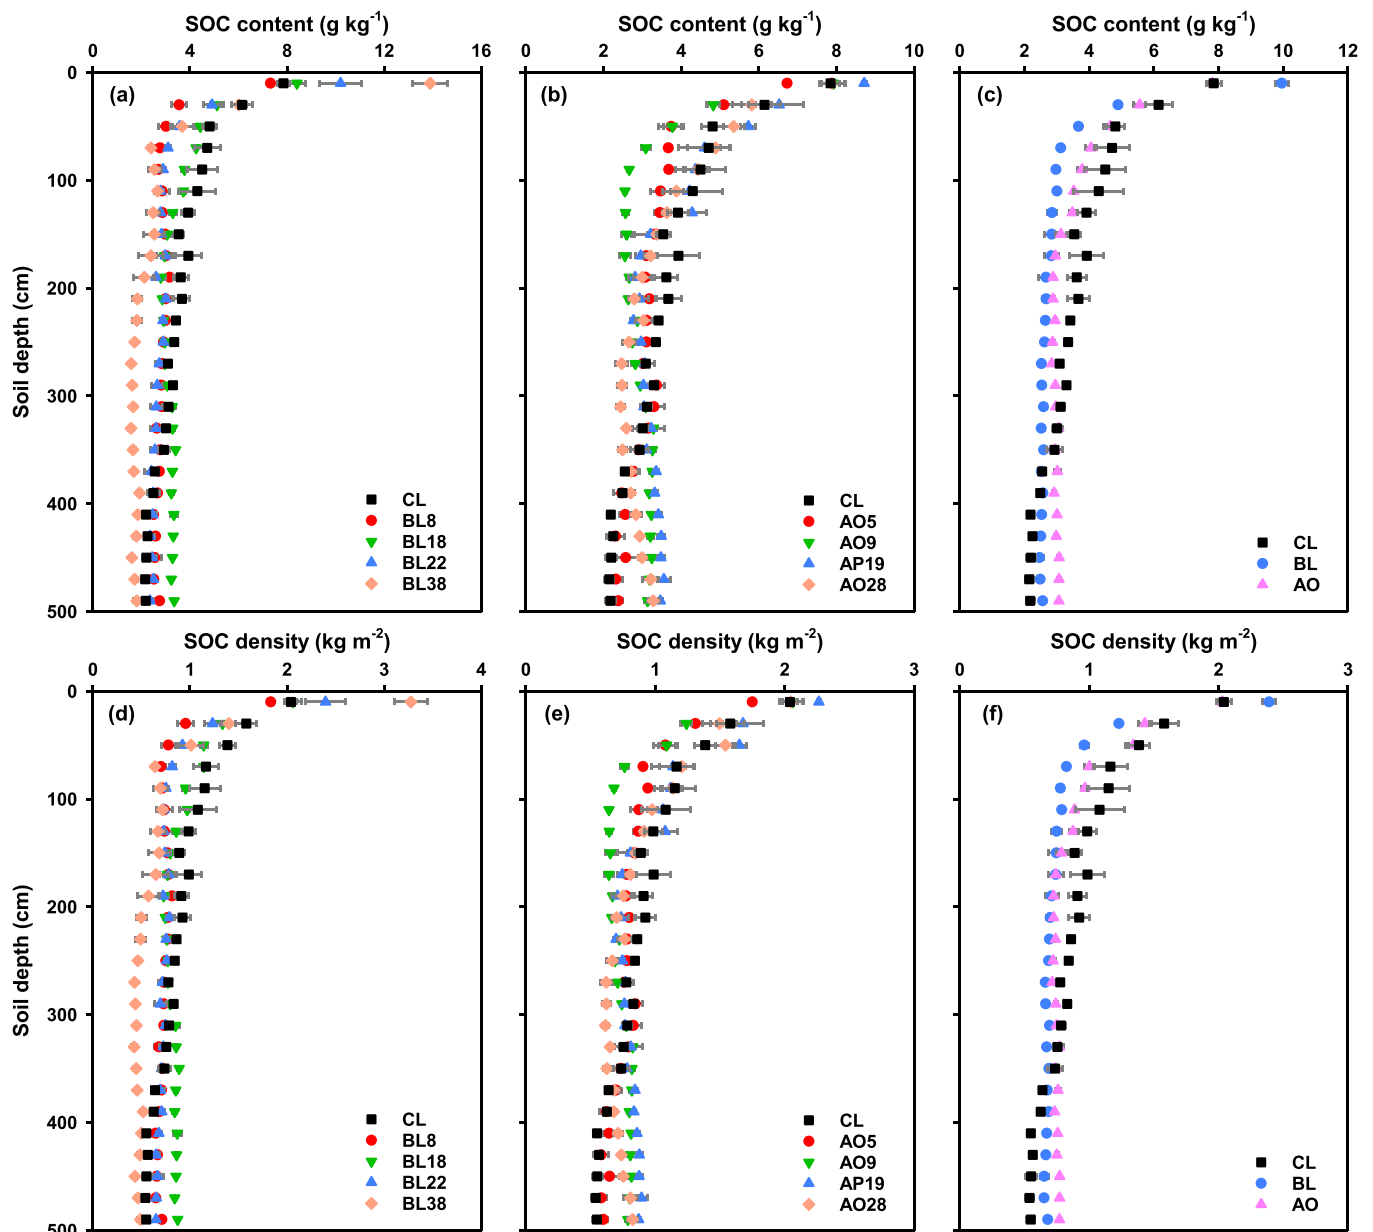 SOC content (g kg-1) SOC content (g kg-1) SOC content (g kg-1)
0 4 8 12 16 0 2 4 6 8 10 0 2 4 6 8 10 12
0
(a) (b) (c)
100
200
Soil depth (cm)
300
400
CL CL
BL8 AO5 CL
BL18 AO9 BL
BL22 AP19 AO
BL38 AO28
500
SOC density (kg m-2) SOC density (kg m-2) SOC density (kg m-2)
0 1 2 3 4 0 1 2 3 0 1 2 3
0
(d) (e) (f)
100
200
Soil depth (cm)
300
400
CL CL
BL8 AO5 CL
BL18 AO9 BL
BL22 AP19 AO
BL38 AO28
500